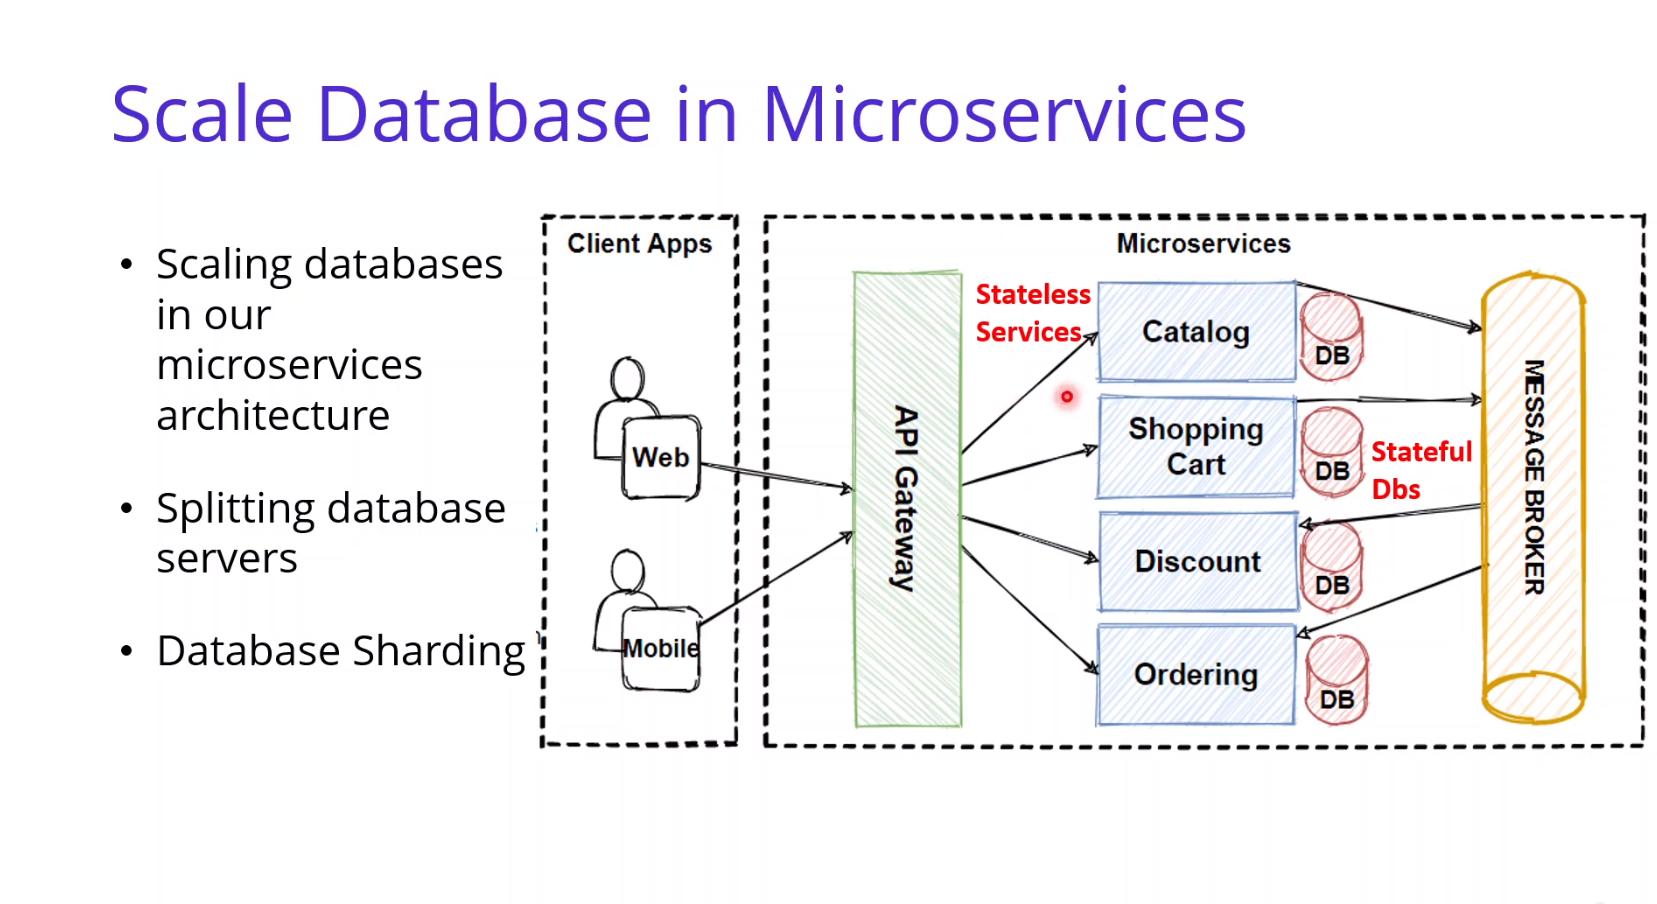 Scale Database in Microservices
• Scaling databases
in our
microservices
architecture
• Splitting database
servers
• Database Sharding
Client Apps
Web
Mobile
Microservices
API Gateway
Stateless
Services
Catalog
DB
Shopping
Cart
DB
Stateful
Dbs
Discount
DB
Ordering
DB
MESSAGE BROKER